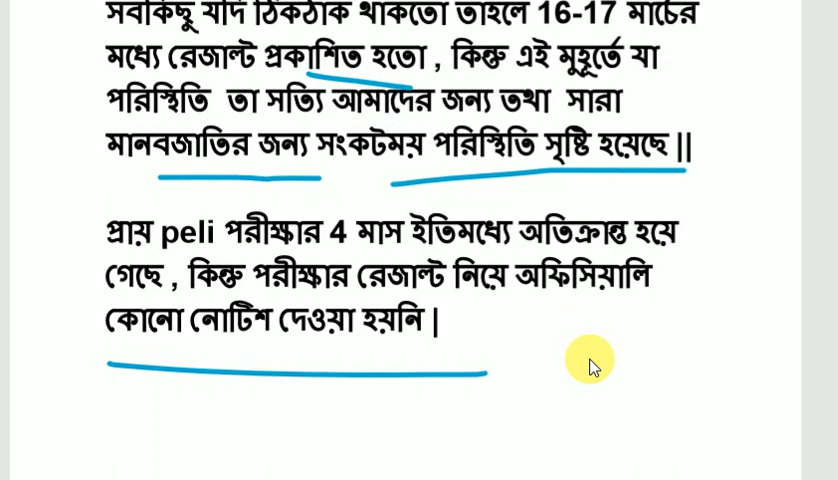 সবকিছু যদি ঠিকঠাক থাকতো তাহলে 16-17 মার্চের
মধ্যে রেজাল্ট প্রকাশিত হতো , কিন্তু এই মুহূর্তে যা
পরিস্থিতি তা সত্যি আমাদের জন্য তথা সারা
মানবজাতির জন্য সংকটময় পরিস্থিতি সৃষ্টি হয়েছে ||
প্রায় peli পরীক্ষার 4 মাস ইতিমধ্যে অতিক্রান্ত হয়ে
গেছে , কিন্তু পরীক্ষার রেজাল্ট নিয়ে অফিসিয়ালি
কোনো নোটিশ দেওয়া হয়নি |